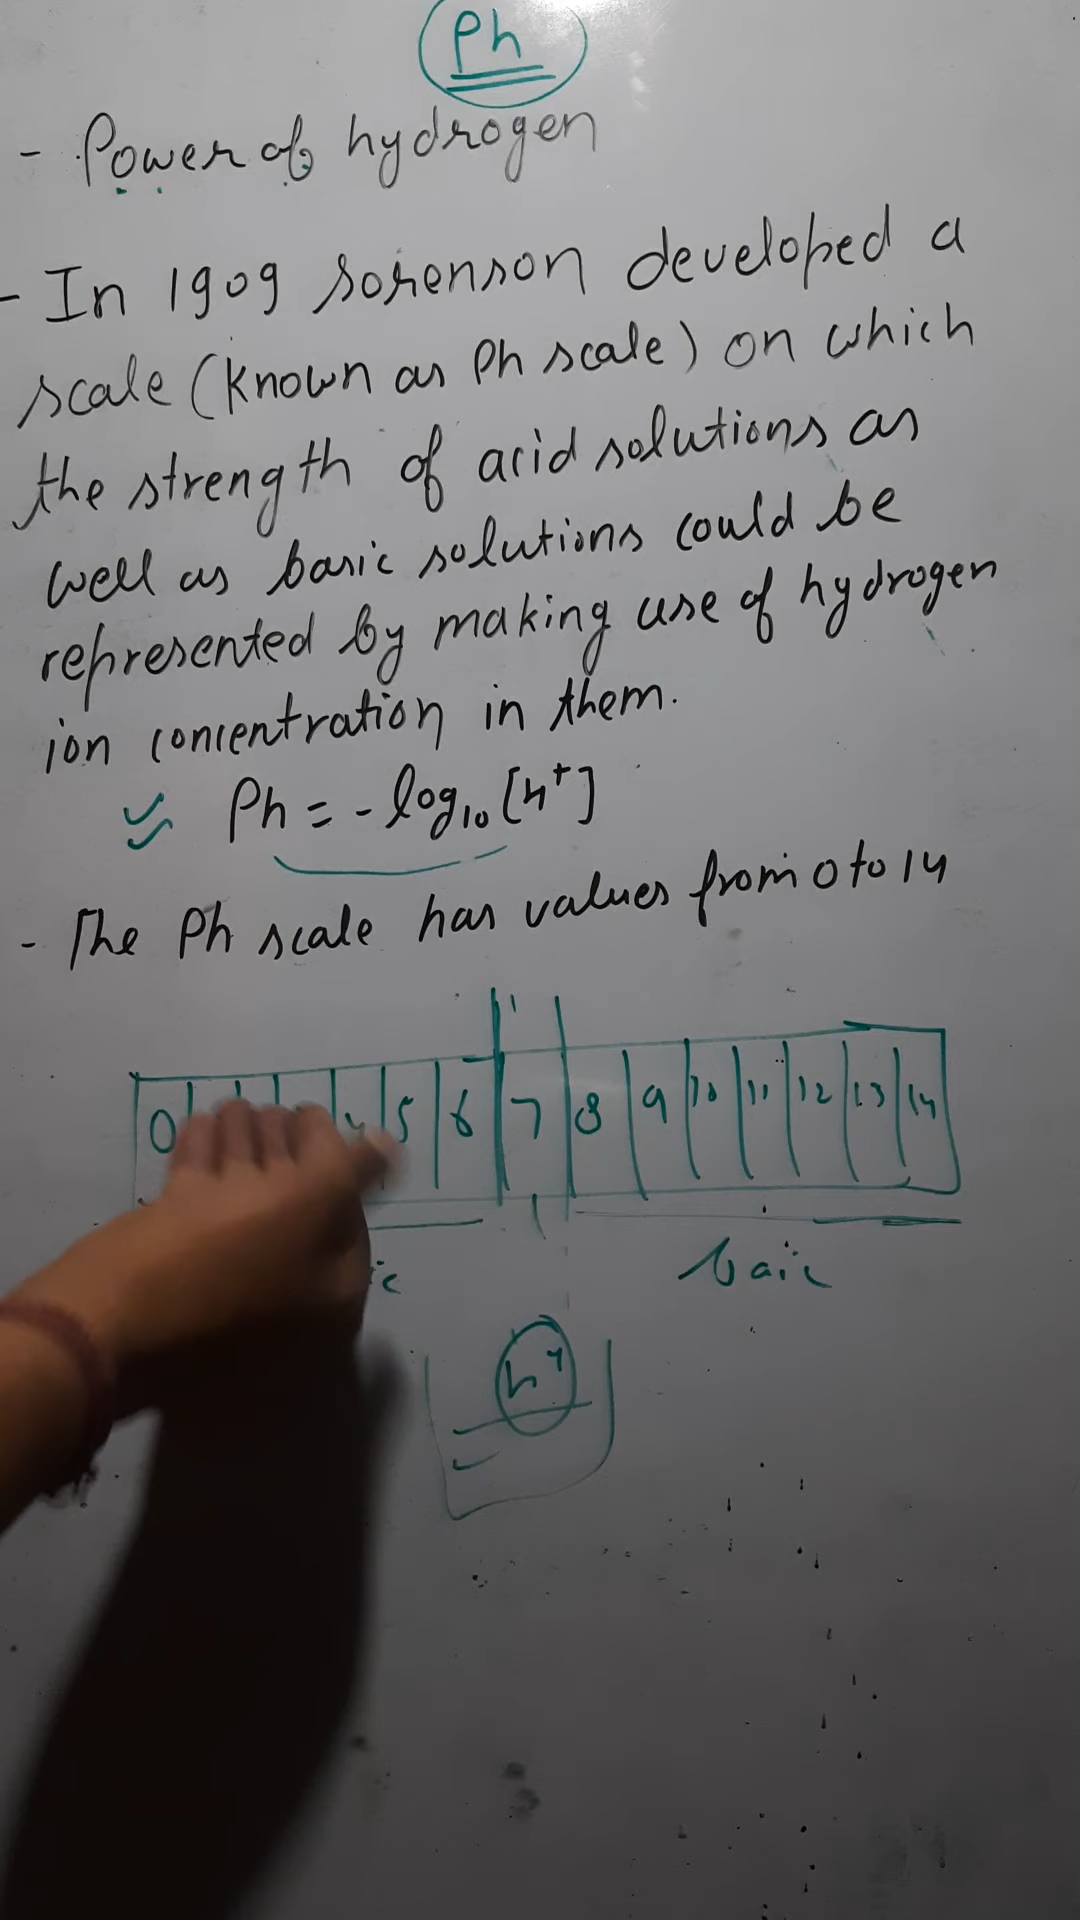 Ph
- Power of hydrogen
- In 1909 sorenson developed a
scale (known as Ph scale) on which
the strength of acid solutions as
well as basic solutions could be
represented by making use of hydrogen
ion concentration in them.
Ph = -log₁₀ [h⁺]
- The Ph scale has values from 0 to 14
0 5 6 7 8 9 10 11 12 13 14
ic baic
h⁺